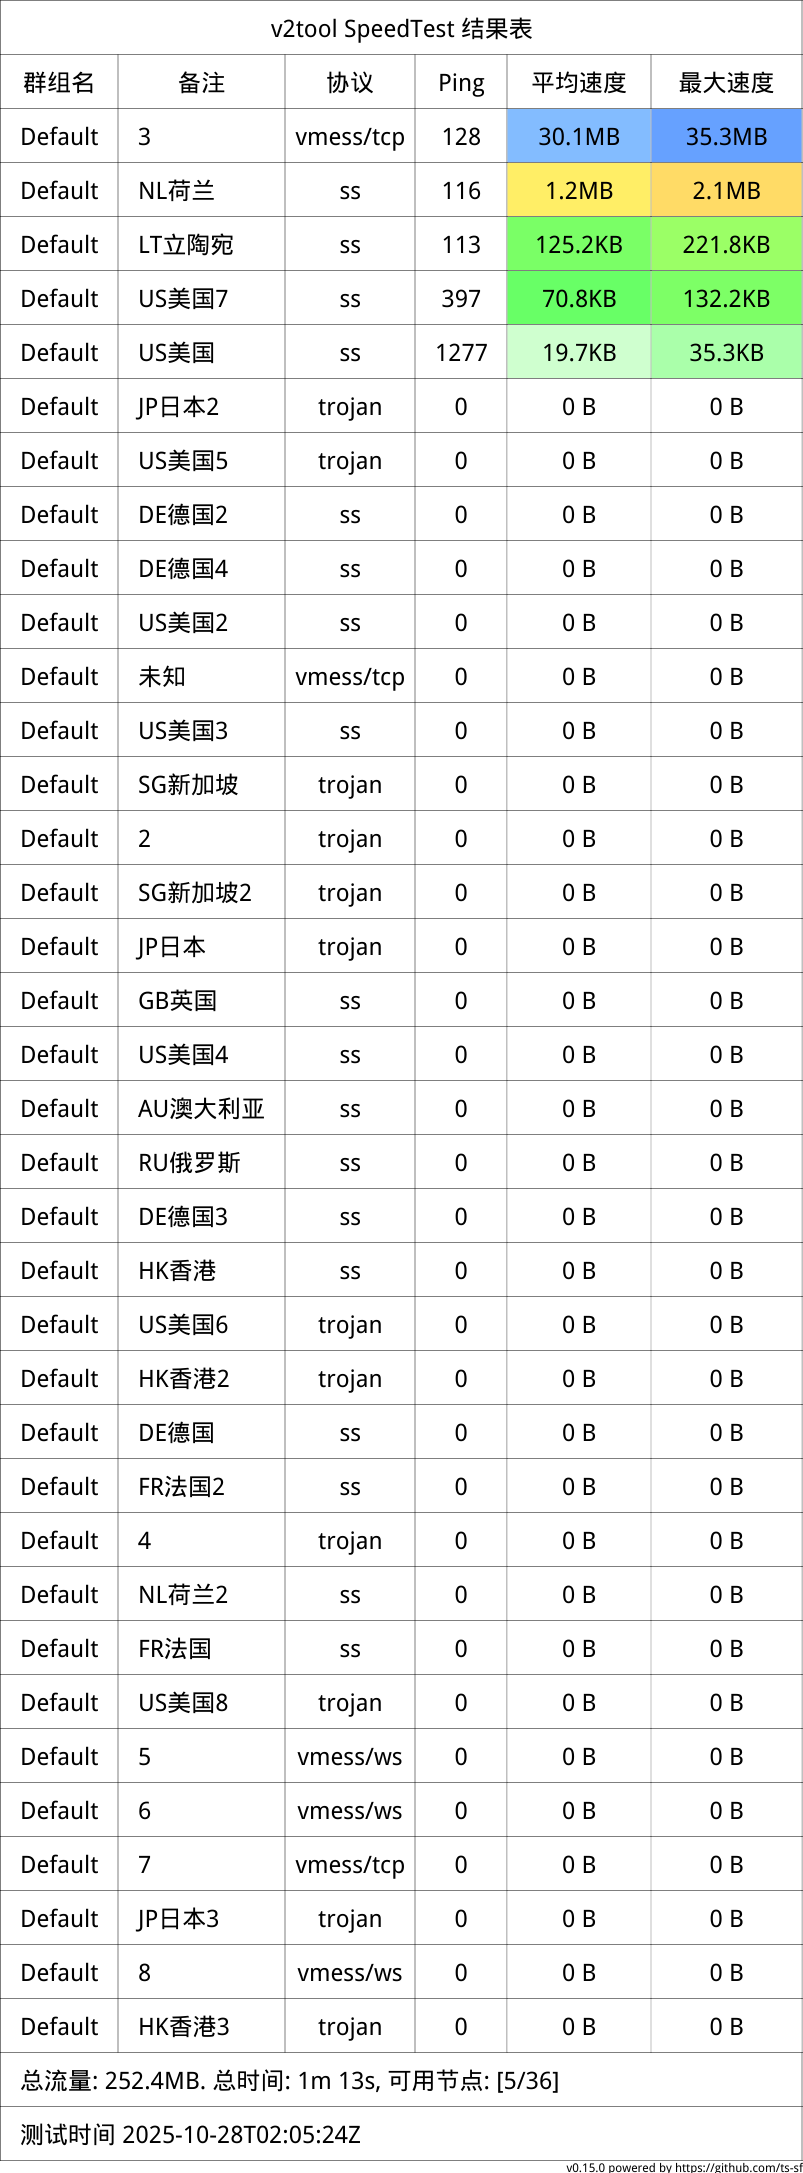 v2tool SpeedTest 结果表
群组名 备注 协议 Ping 平均速度 最大速度
Default 3 vmess/tcp 128 30.1MB 35.3MB
Default NL荷兰 ss 116 1.2MB 2.1MB
Default LT立陶宛 ss 113 125.2KB 221.8KB
Default US美国7 ss 397 70.8KB 132.2KB
Default US美国 ss 1277 19.7KB 35.3KB
Default JP日本2 trojan 0 0 B 0 B
Default US美国5 trojan 0 0 B 0 B
Default DE德国2 ss 0 0 B 0 B
Default DE德国4 ss 0 0 B 0 B
Default US美国2 ss 0 0 B 0 B
Default 未知 vmess/tcp 0 0 B 0 B
Default US美国3 ss 0 0 B 0 B
Default SG新加坡 trojan 0 0 B 0 B
Default 2 trojan 0 0 B 0 B
Default SG新加坡2 trojan 0 0 B 0 B
Default JP日本 trojan 0 0 B 0 B
Default GB英国 ss 0 0 B 0 B
Default US美国4 ss 0 0 B 0 B
Default AU澳大利亚 ss 0 0 B 0 B
Default RU俄罗斯 ss 0 0 B 0 B
Default DE德国3 ss 0 0 B 0 B
Default HK香港 ss 0 0 B 0 B
Default US美国6 trojan 0 0 B 0 B
Default HK香港2 trojan 0 0 B 0 B
Default DE德国 ss 0 0 B 0 B
Default FR法国2 ss 0 0 B 0 B
Default 4 trojan 0 0 B 0 B
Default NL荷兰2 ss 0 0 B 0 B
Default FR法国 ss 0 0 B 0 B
Default US美国8 trojan 0 0 B 0 B
Default 5 vmess/ws 0 0 B 0 B
Default 6 vmess/ws 0 0 B 0 B
Default 7 vmess/tcp 0 0 B 0 B
Default JP日本3 trojan 0 0 B 0 B
Default 8 vmess/ws 0 0 B 0 B
Default HK香港3 trojan 0 0 B 0 B
总流量: 252.4MB. 总时间: 1m 13s, 可用节点: [5/36]
测试时间 2025-10-28T02:05:24Z
v0.15.0 powered by https://github.com/ts-sf